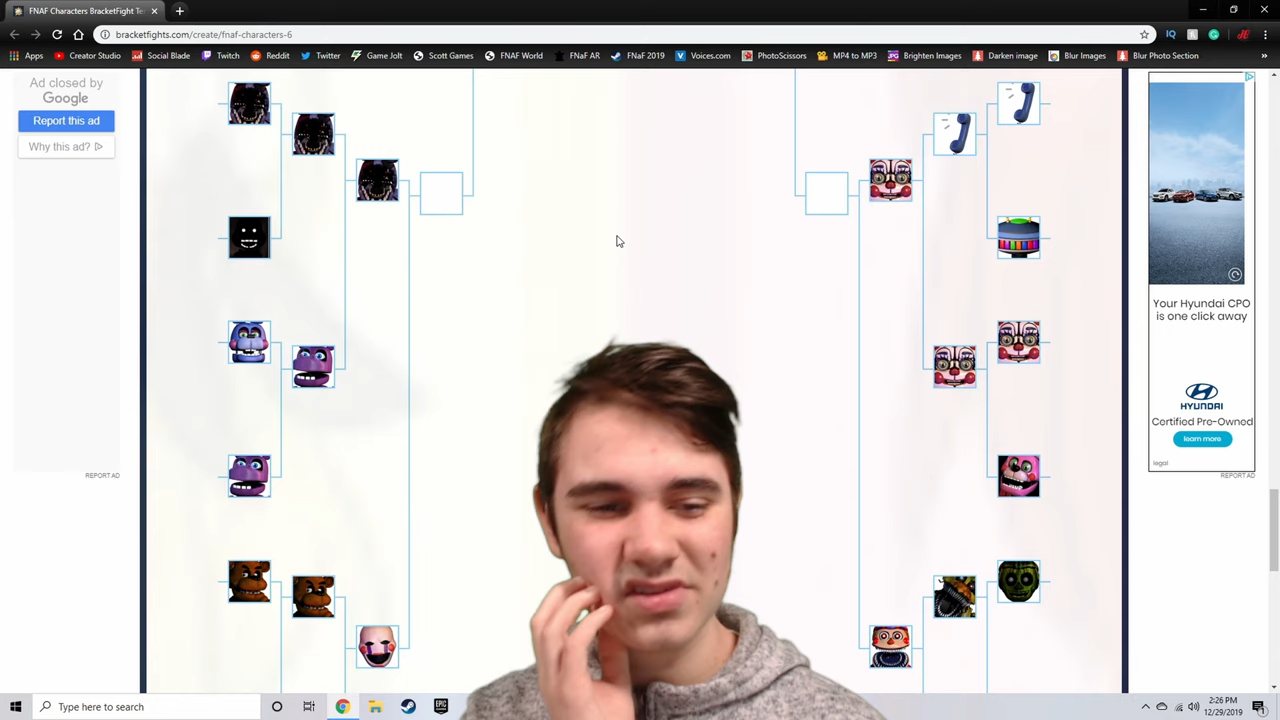 FNAF Characters BracketFight Te
bracketfights.com/create/fnaf-characters-6
IQ
Apps
Creator Studio
Social Blade
Twitch
Reddit
Twitter
Game Jolt
Scott Games
FNAF World
FNaF AR
FNaF 2019
Voices.com
PhotoScissors
MP4 to MP3
Brighten Images
Darken image
Blur Images
Blur Photo Section
»
Ad closed by
Google
Report this ad
Why this ad?
REPORT AD
Your Hyundai CPO
is one click away
HYUNDAI
Certified Pre-Owned
learn more
legal
REPORT AD
Type here to search
EPIC
2:26 PM
12/29/2019